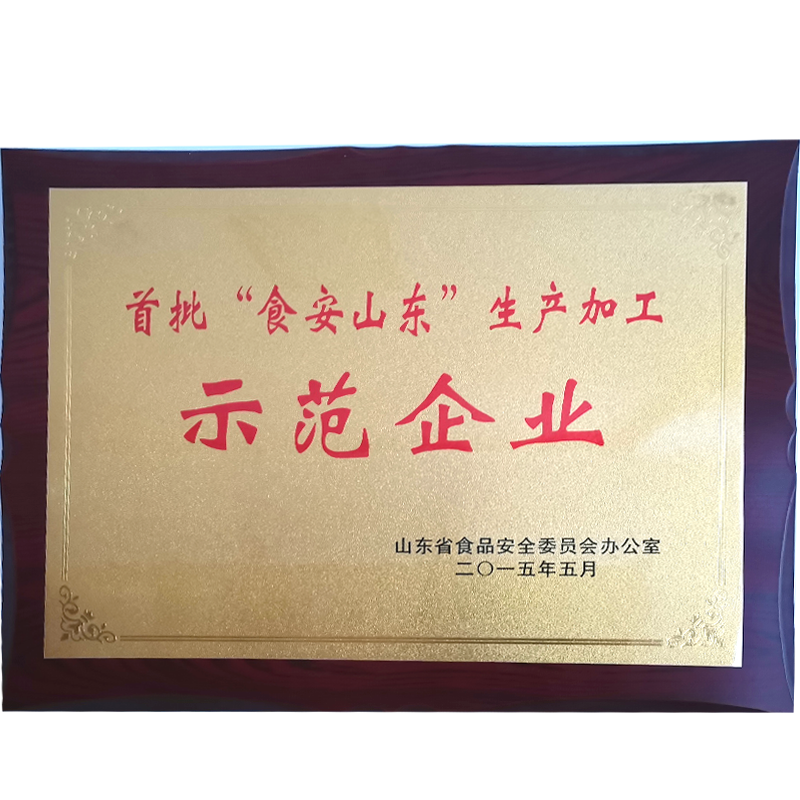 首批“食安山东”生产加工
示范企业
山东省食品安全委员会办公室
二〇一五年五月